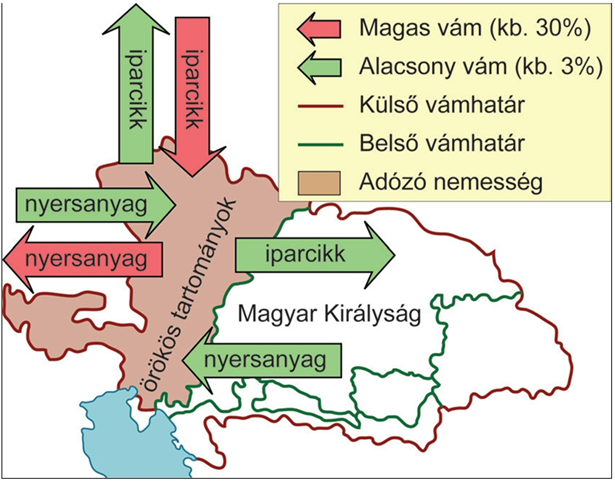 Magas vám (kb. 30%)
Alacsony vám (kb. 3%)
Külső vámhatár
Belső vámhatár
Adózó nemesség
iparcikk
iparcikk
nyersanyag
nyersanyag
örökös tartományok
iparcikk
Magyar Királyság
nyersanyag